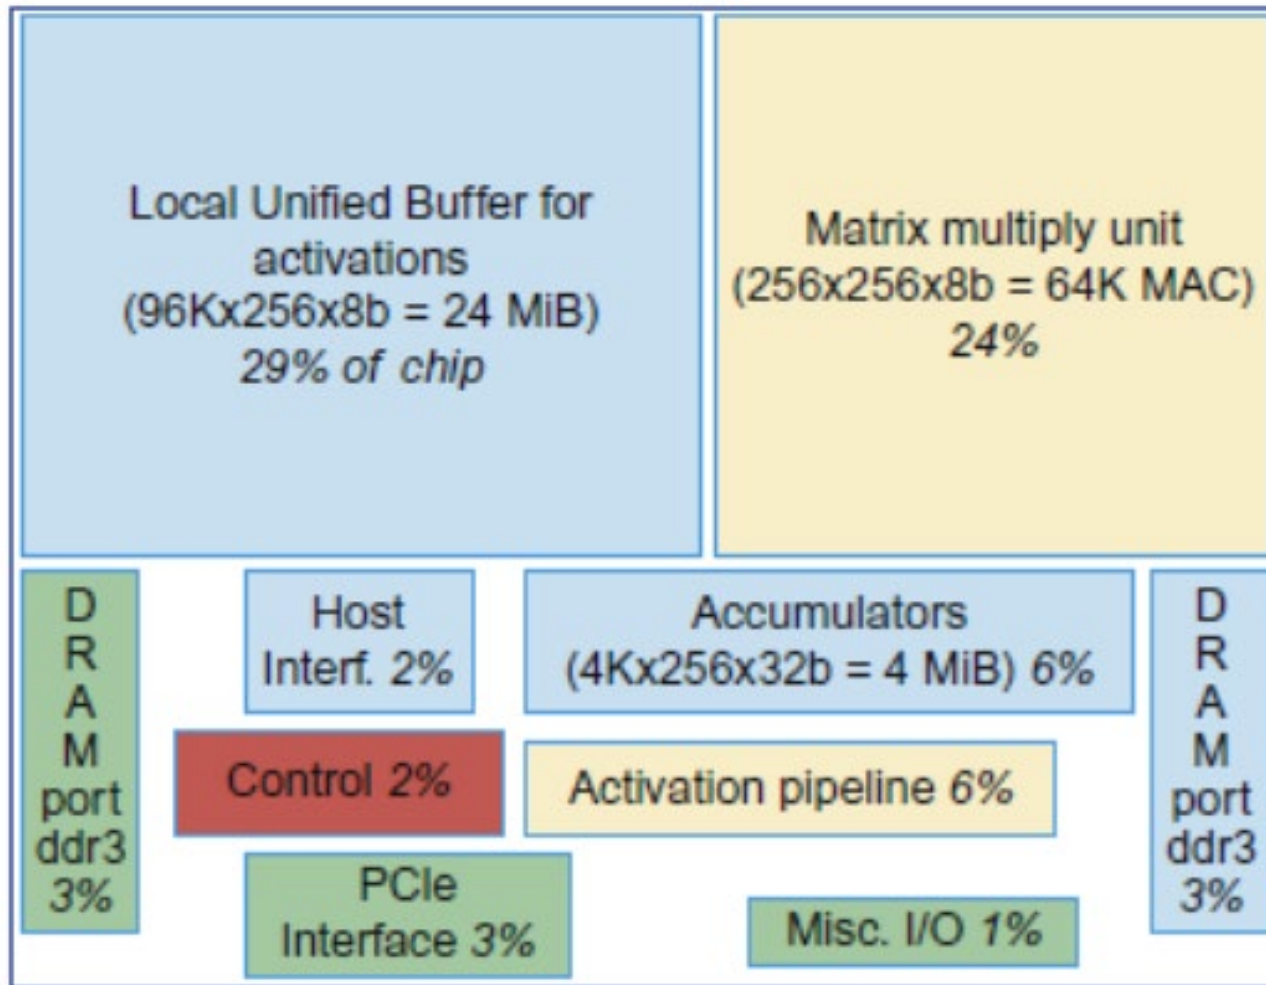 Local Unified Buffer for
activations
(96Kx256x8b = 24 MiB)
29% of chip
Matrix multiply unit
(256x256x8b = 64K MAC)
24%
D
R
A
M
port
ddr3
3%
Host
Interf. 2%
Accumulators
(4Kx256x32b = 4 MiB) 6%
D
R
A
M
port
ddr3
3%
Control 2%
Activation pipeline 6%
PCIe
Interface 3%
Misc. I/O 1%